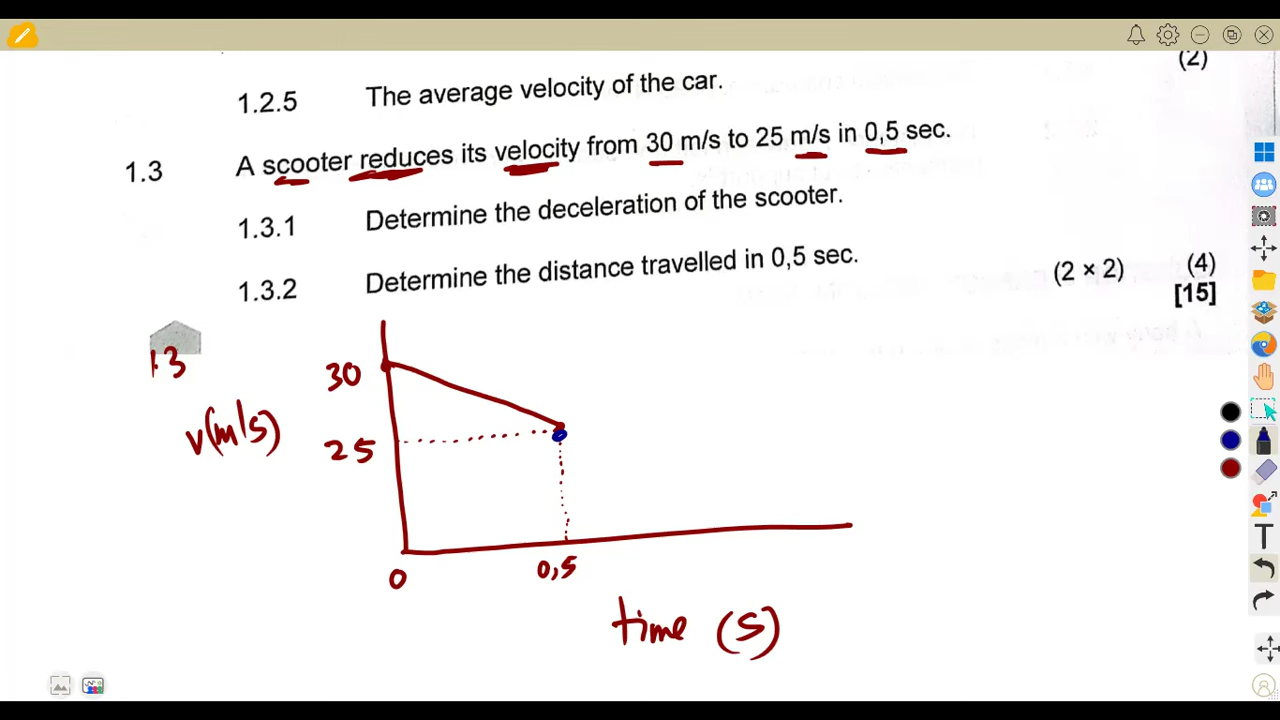 (2)
1.2.5 The average velocity of the car.
1.3 A scooter reduces its velocity from 30 m/s to 25 m/s in 0,5 sec.
1.3.1 Determine the deceleration of the scooter.
1.3.2 Determine the distance travelled in 0,5 sec.
(2 × 2) (4)
[15]
1.3
30
v(m/s)
25
0
0,5
time (s)
T